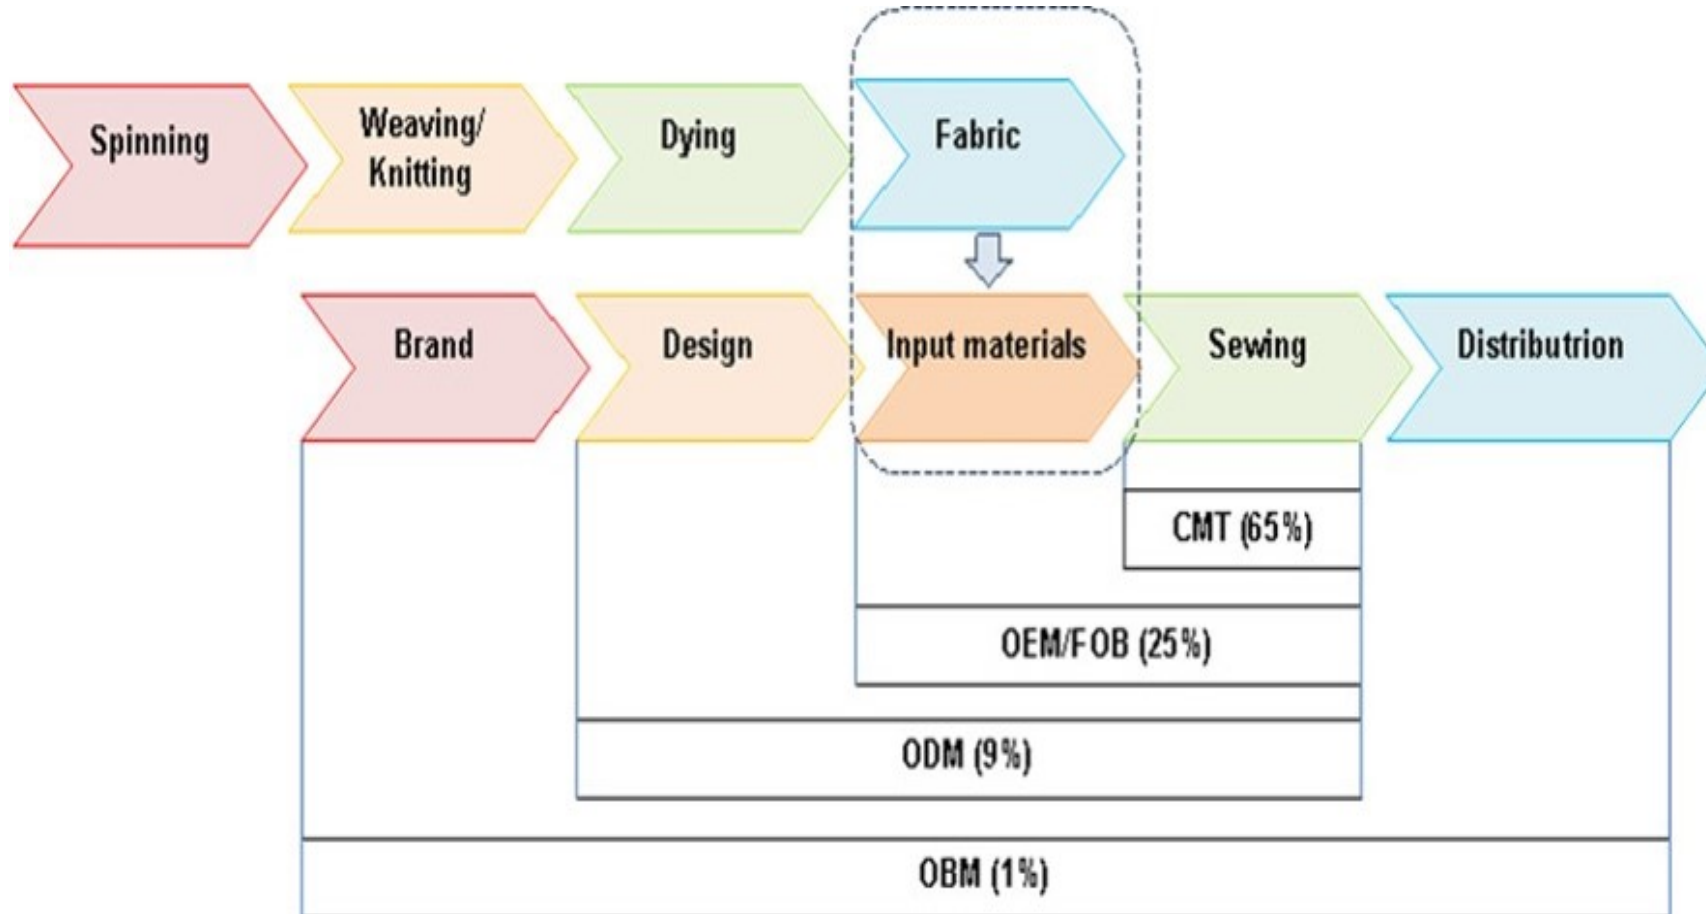 Spinning
Weaving/
Knitting
Dying
Fabric
Brand
Design
Input materials
Sewing
Distributrion
CMT (65%)
OEM/FOB (25%)
ODM (9%)
OBM (1%)